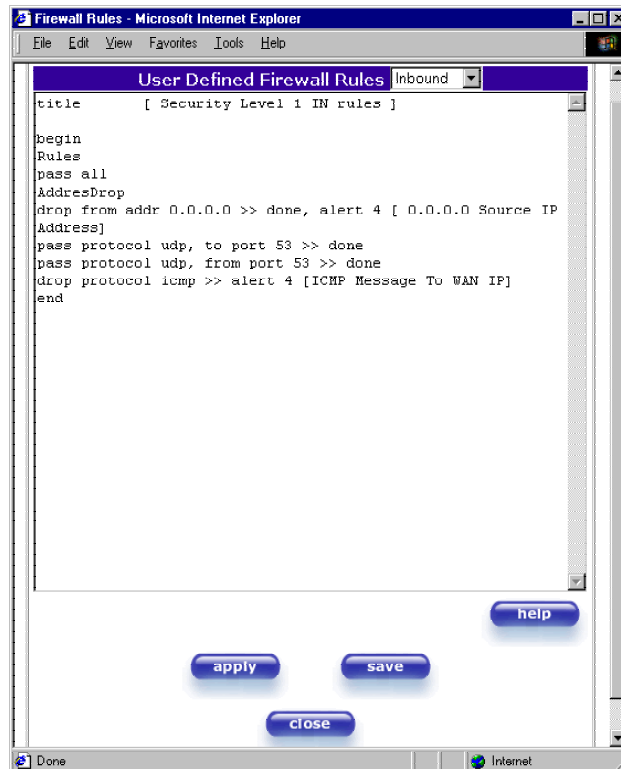 Firewall Rules - Microsoft Internet Explorer
File Edit View Favorites Tools Help
User Defined Firewall Rules Inbound
title [ Security Level 1 IN rules ]
begin
Rules
pass all
AddresDrop
drop from addr 0.0.0.0 >> done, alert 4 [ 0.0.0.0 Source IP
Address]
pass protocol udp, to port 53 >> done
pass protocol udp, from port 53 >> done
drop protocol icmp >> alert 4 [ICMP Message To WAN IP]
end
help
apply save
close
Done Internet